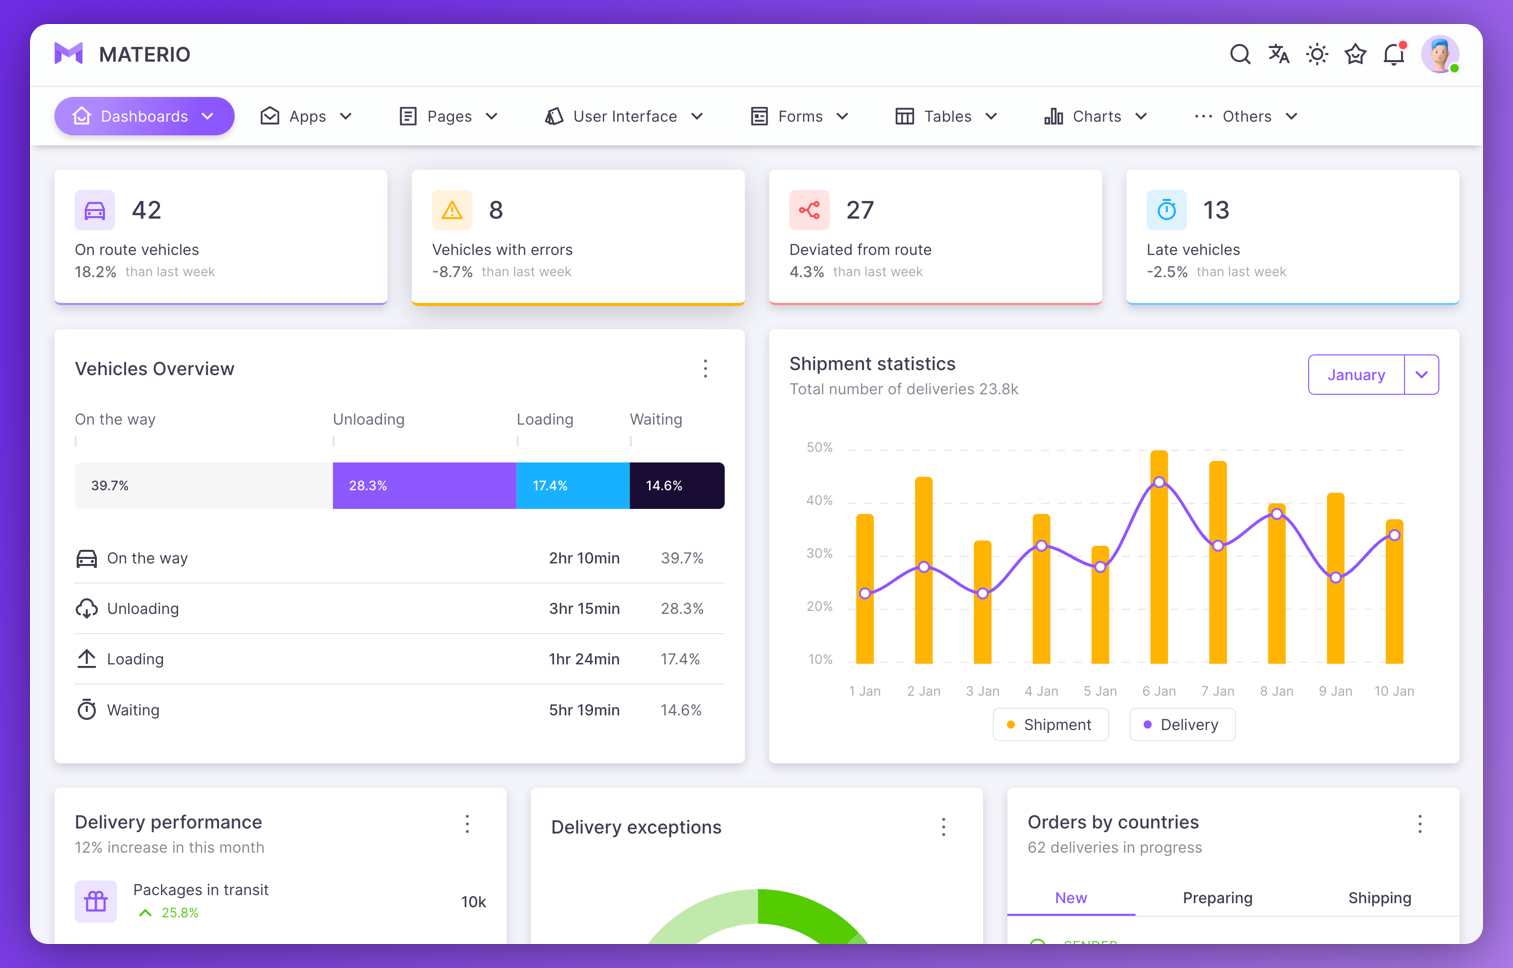 MATERIO
Dashboards
Apps
Pages
User Interface
Forms
Tables
Charts
Others
42
On route vehicles
18.2% than last week
8
Vehicles with errors
-8.7% than last week
27
Deviated from route
4.3% than last week
13
Late vehicles
-2.5% than last week
Vehicles Overview
On the way
Unloading
Loading
Waiting
39.7%
28.3%
17.4%
14.6%
On the way 2hr 10min 39.7%
Unloading 3hr 15min 28.3%
Loading 1hr 24min 17.4%
Waiting 5hr 19min 14.6%
Shipment statistics
Total number of deliveries 23.8k
January
50%
40%
30%
20%
10%
1 Jan 2 Jan 3 Jan 4 Jan 5 Jan 6 Jan 7 Jan 8 Jan 9 Jan 10 Jan
Shipment
Delivery
Delivery performance
12% increase in this month
Packages in transit
25.8%
10k
Delivery exceptions
Orders by countries
62 deliveries in progress
New
Preparing
Shipping
SENDER